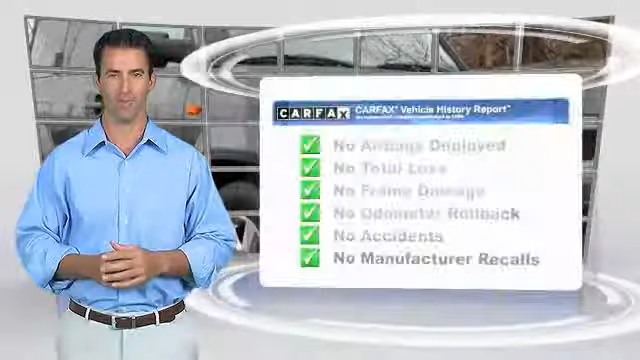 CARFAX CARFAX® Vehicle History Report™
No Airbags Deployed
No Total Loss
No Frame Damage
No Odometer Rollback
No Accidents
No Manufacturer Recalls